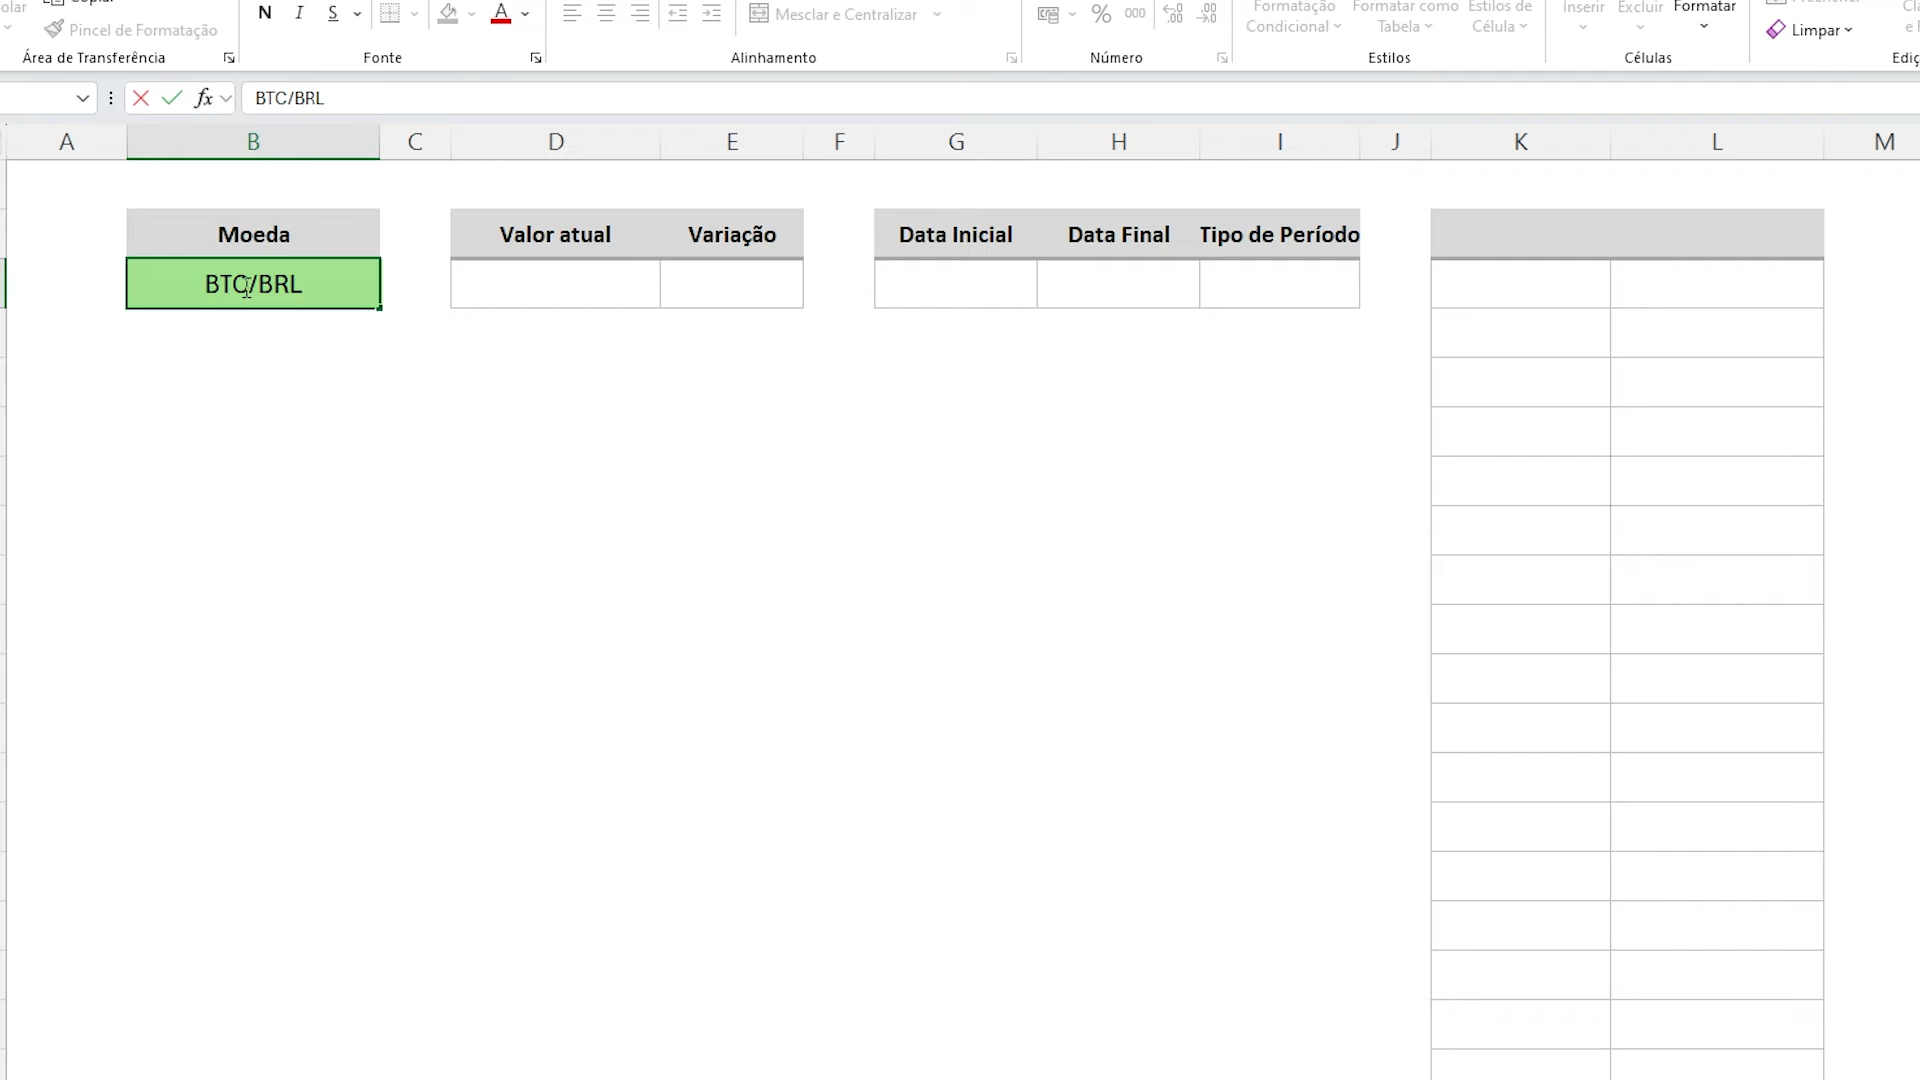 N I S A Mesclar e Centralizar % 000 Formatação Condicional Formatar como Tabela Estilos de Célula Inserir Excluir Formatar
Pincel de Formatação Limpar
Área de Transferência Fonte Alinhamento Número Estilos Células
fx BTC/BRL
A B C D E F G H I J K L M
Moeda Valor atual Variação Data Inicial Data Final Tipo de Período
BTC/BRL